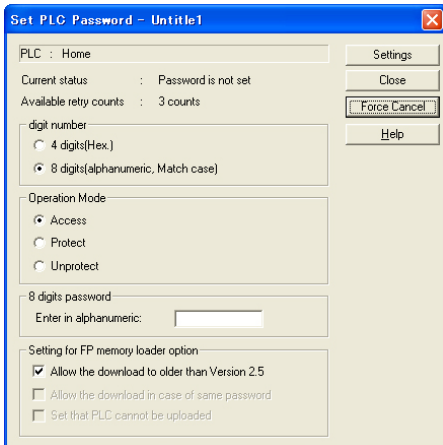 Set PLC Password - Untitle1
PLC : Home
Settings
Current status : Password is not set
Close
Available retry counts : 3 counts
Force Cancel
digit number
Help
4 digits(Hex.)
8 digits(alphanumeric, Match case)
Operation Mode
Access
Protect
Unprotect
8 digits password
Enter in alphanumeric:
Setting for FP memory loader option
Allow the download to older than Version 2.5
Allow the download in case of same password
Set that PLC cannot be uploaded